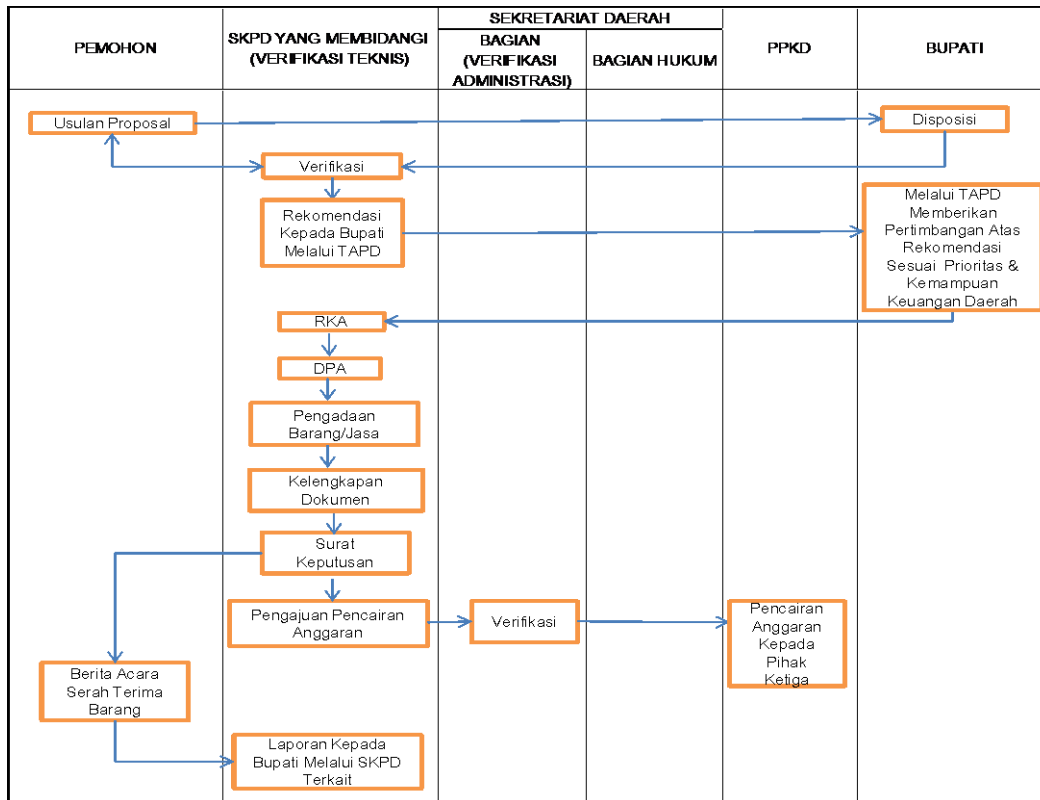 PEMOHON
SKPD YANG MEMBIDANGI
(VERIFIKASI TEKNIS)
SEKRETARIAT DAERAH
BAGIAN
(VERIFIKASI
ADMINISTRASI)
BAGIAN HUKUM
PPKD
BUPATI
Usulan Proposal
Disposisi
Verifikasi
Rekomendasi
Kepada Bupati
Melalui TAPD
Melalui TAPD
Memberikan
Pertimbangan Atas
Rekomendasi
Sesuai Prioritas &
Kemampuan
Keuangan Daerah
RKA
DPA
Pengadaan
Barang/Jasa
Kelengkapan
Dokumen
Surat
Keputusan
Pengajuan Pencairan
Anggaran
Verifikasi
Pencairan
Anggaran
Kepada
Pihak
Ketiga
Berita Acara
Serah Terima
Barang
Laporan Kepada
Bupati Melalui SKPD
Terkait